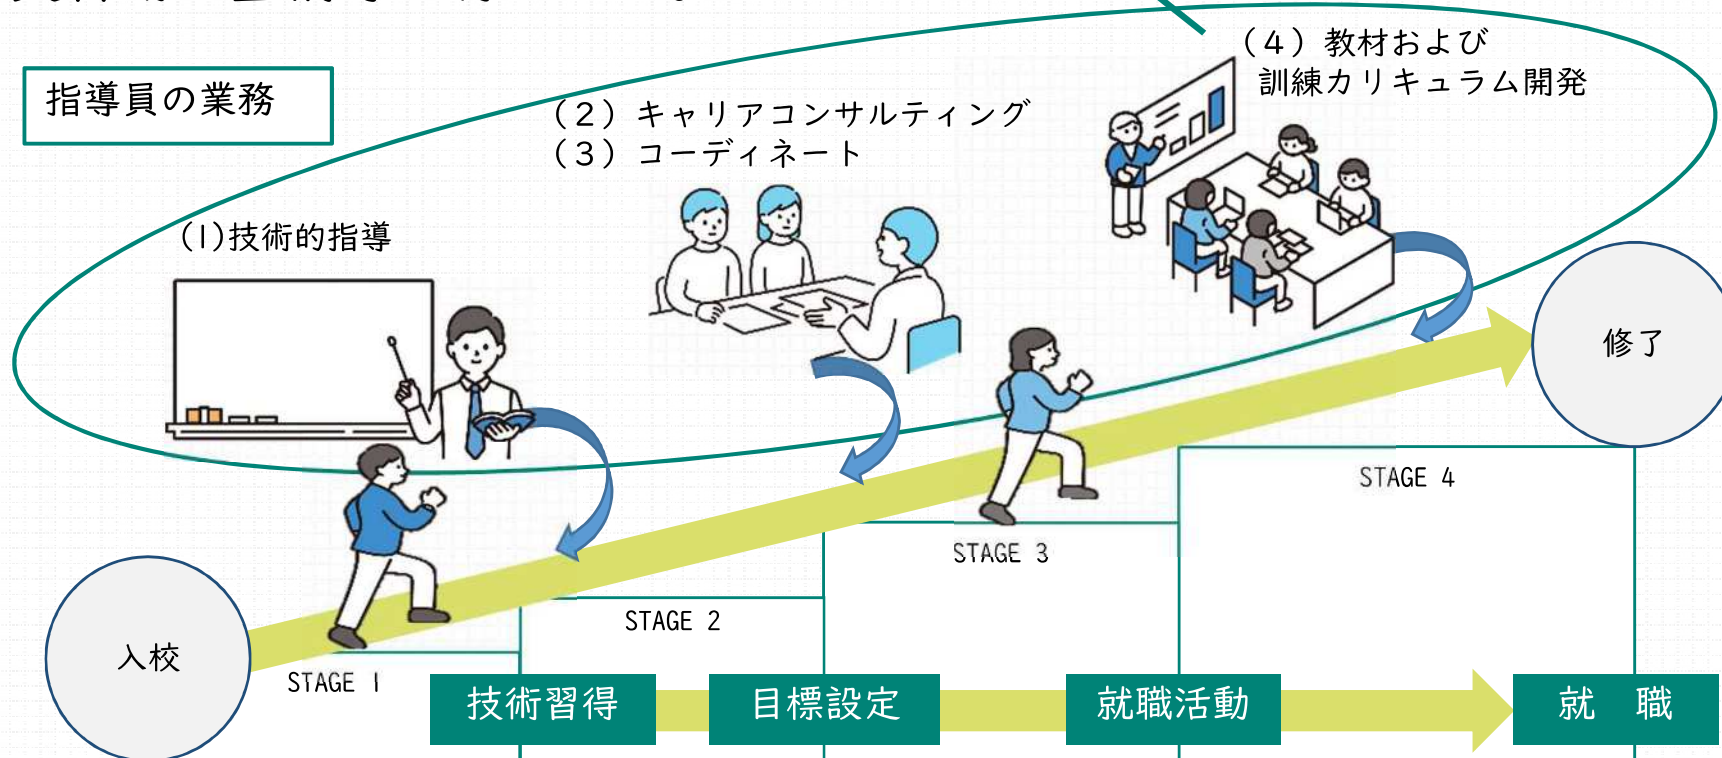 指導員の業務
(4)教材および
訓練カリキュラム開発
(2)キャリアコンサルティング
(3)コーディネート
(1)技術的指導
修了
STAGE 4
STAGE 3
STAGE 2
入校
STAGE 1
技術習得
目標設定
就職活動
就 職